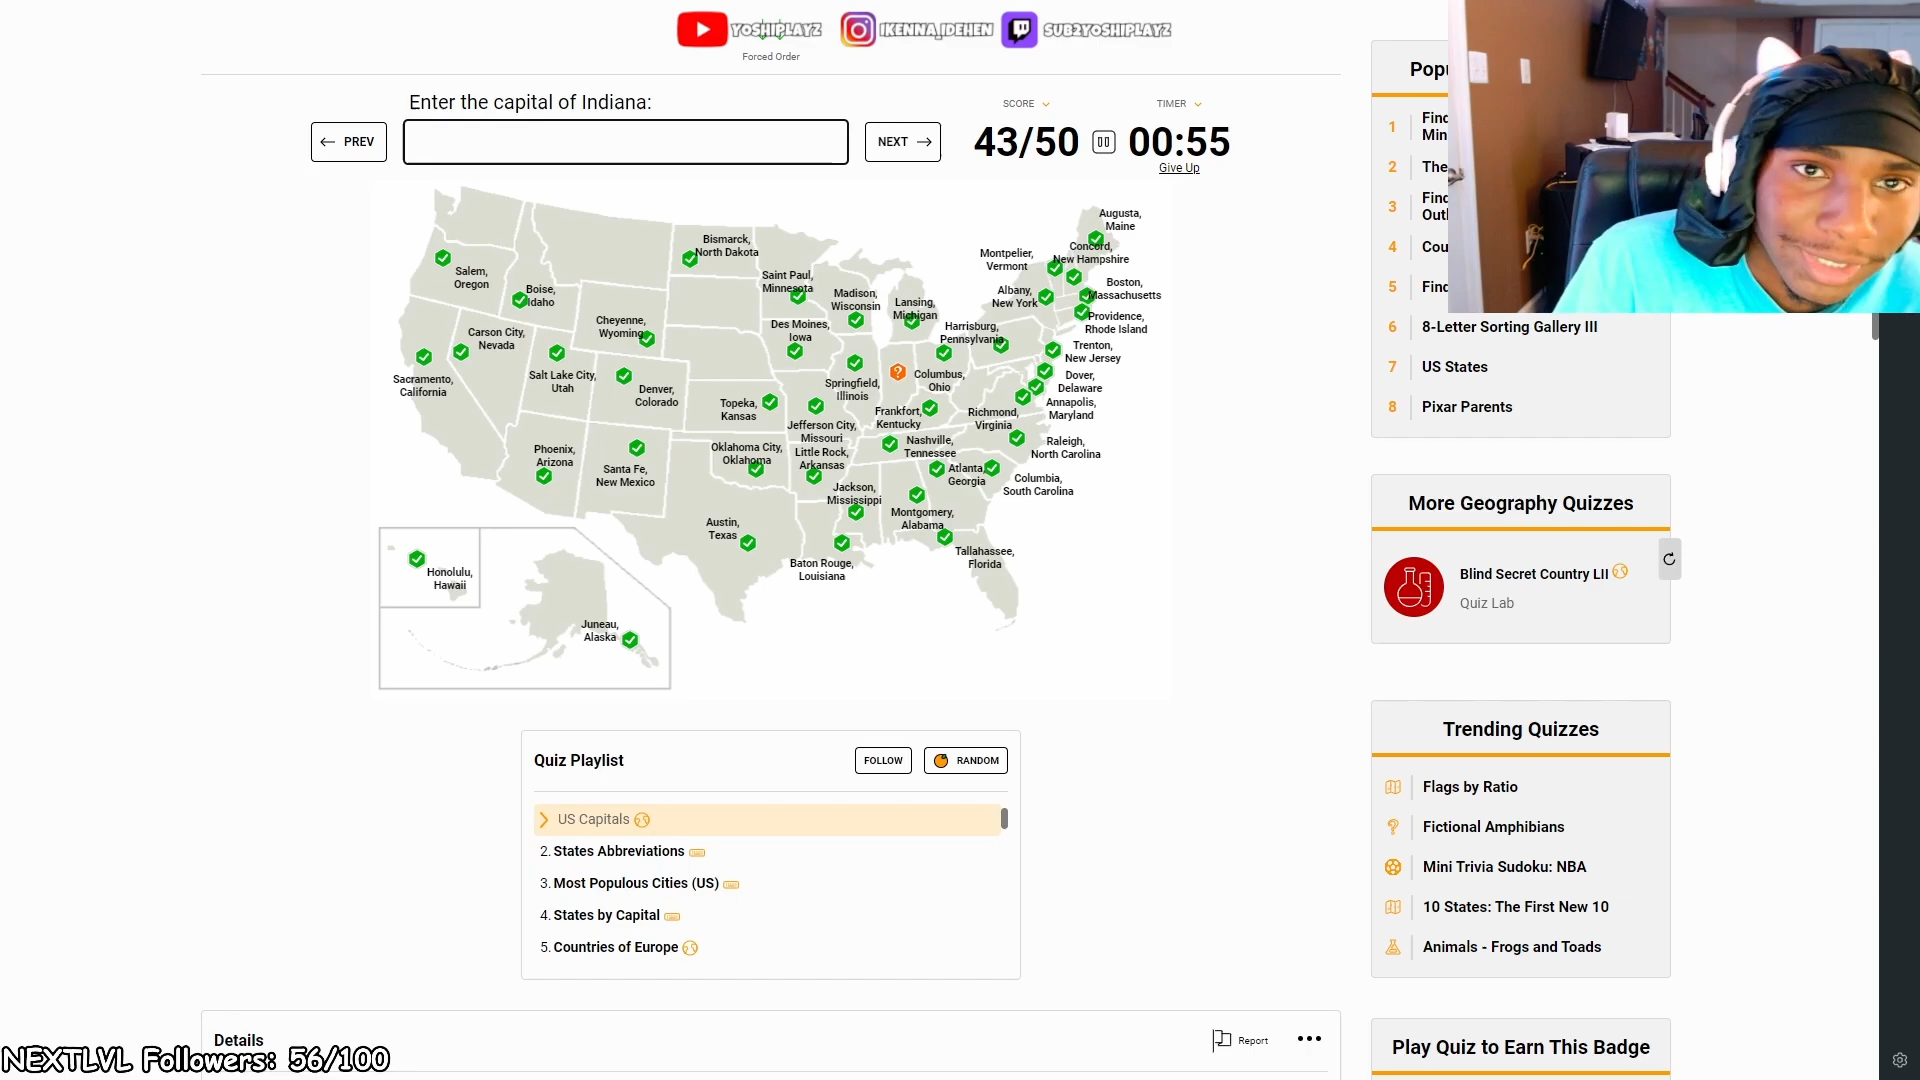 YOSHIPLAYZ
IKENNA_IDEHEN
SUB2YOSHIPLAYZ
Forced Order
Enter the capital of Indiana:
PREV
NEXT
SCORE
43/50
TIMER
00:55
Give Up
Augusta,
Maine
Concord,
New Hampshire
Montpelier,
Vermont
Bismarck,
North Dakota
Salem,
Oregon
Boise,
Idaho
Saint Paul,
Minnesota
Madison,
Wisconsin
Lansing,
Michigan
Albany,
New York
Boston,
Massachusetts
Providence,
Rhode Island
Cheyenne,
Wyoming
Carson City,
Nevada
Des Moines,
Iowa
Harrisburg,
Pennsylvania
Trenton,
New Jersey
Sacramento,
California
Salt Lake City,
Utah
Denver,
Colorado
Springfield,
Illinois
?
Columbus,
Ohio
Dover,
Delaware
Annapolis,
Maryland
Topeka,
Kansas
Jefferson City,
Missouri
Frankfort,
Kentucky
Richmond,
Virginia
Phoenix,
Arizona
Santa Fe,
New Mexico
Oklahoma City,
Oklahoma
Little Rock,
Arkansas
Nashville,
Tennessee
Raleigh,
North Carolina
Atlanta,
Georgia
Columbia,
South Carolina
Jackson,
Mississippi
Montgomery,
Alabama
Austin,
Texas
Baton Rouge,
Louisiana
Tallahassee,
Florida
Honolulu,
Hawaii
Juneau,
Alaska
Quiz Playlist
FOLLOW
RANDOM
US Capitals
2. States Abbreviations
3. Most Populous Cities (US)
4. States by Capital
5. Countries of Europe
Details
Report
NEXTLVL Followers: 56/100
Popu
1 Find
Min
2 The
3 Find
Outl
4 Cou
5 Find
6 8-Letter Sorting Gallery III
7 US States
8 Pixar Parents
More Geography Quizzes
Blind Secret Country LII
Quiz Lab
Trending Quizzes
Flags by Ratio
Fictional Amphibians
Mini Trivia Sudoku: NBA
10 States: The First New 10
Animals - Frogs and Toads
Play Quiz to Earn This Badge